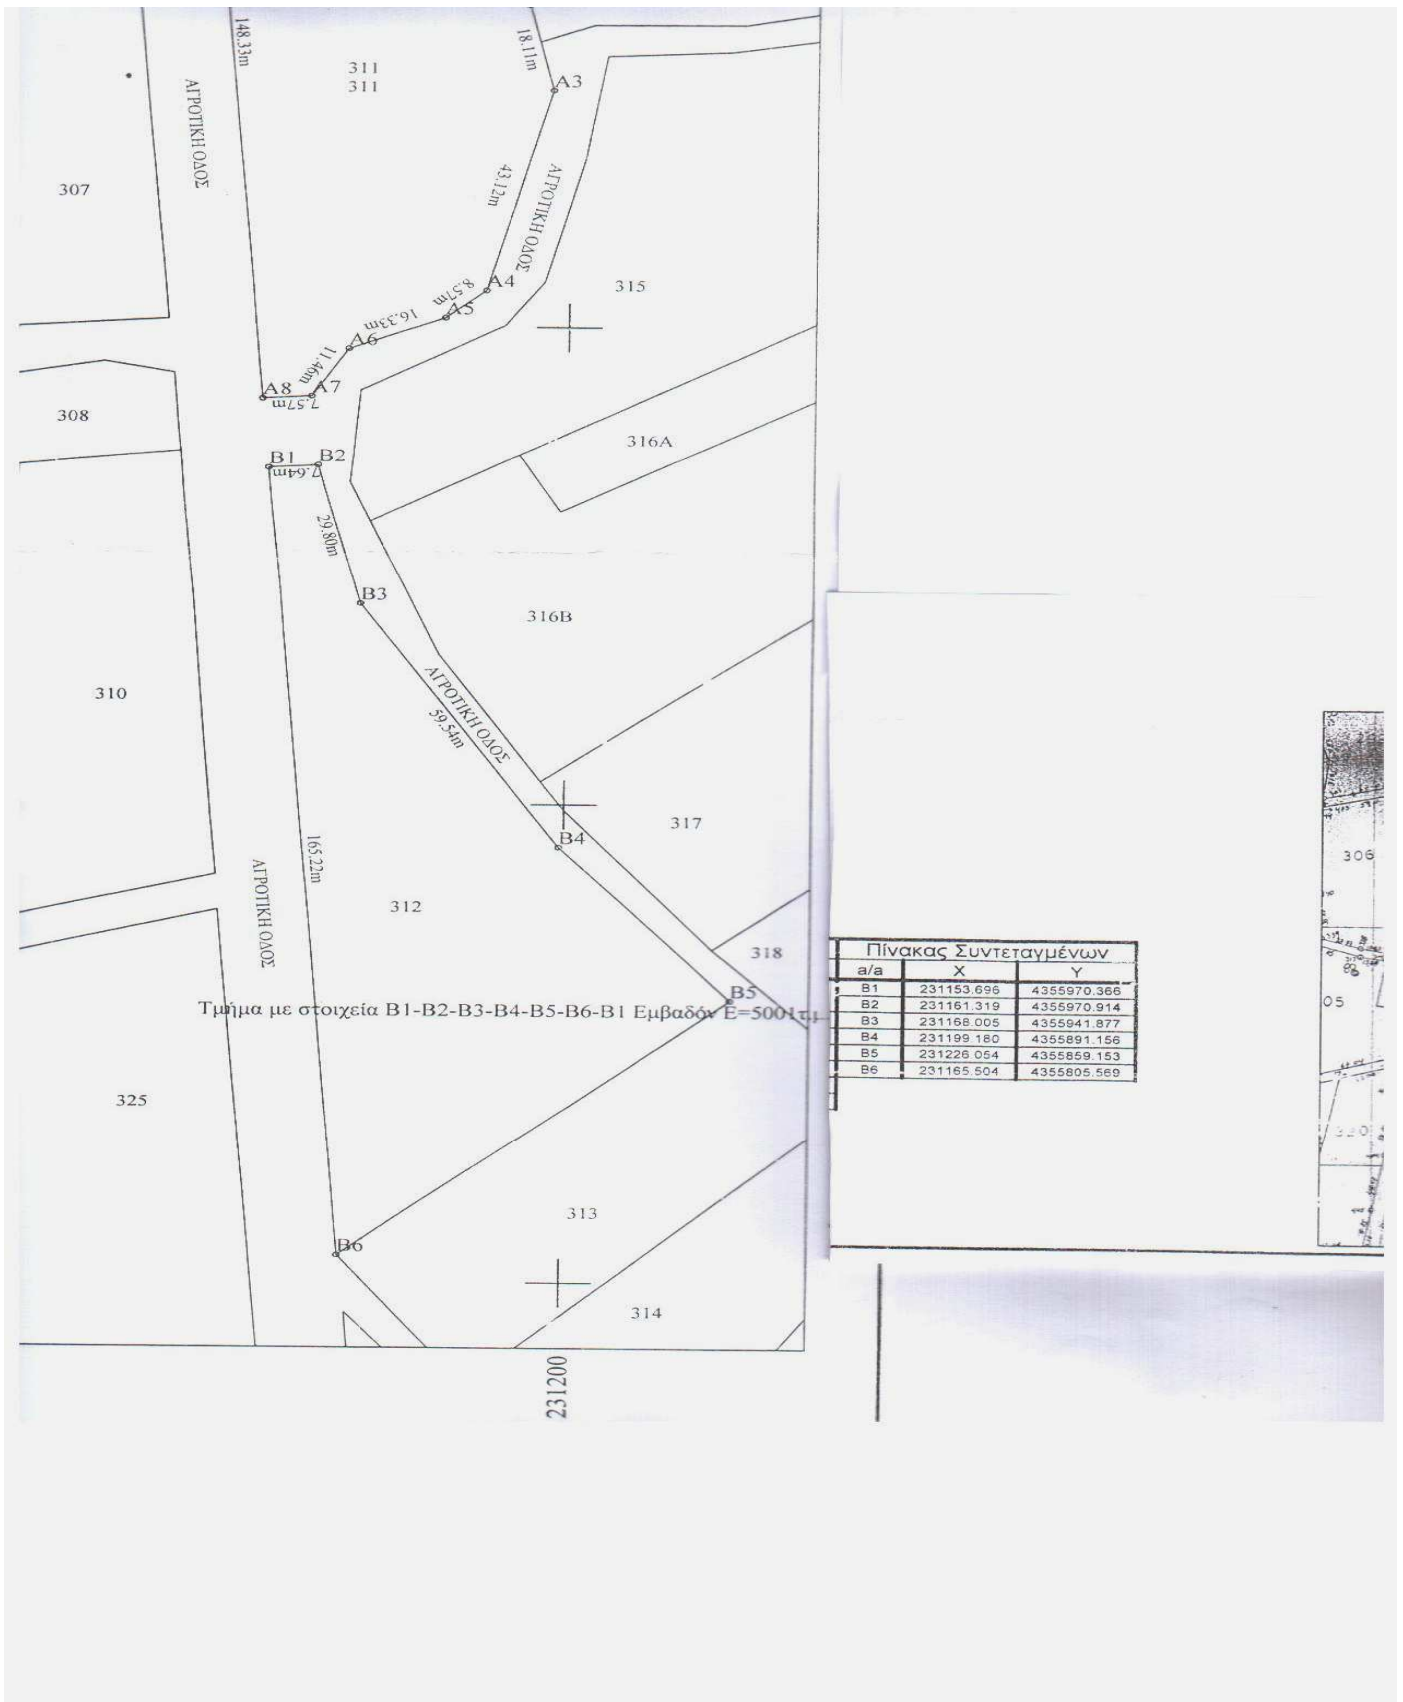 148.33m
18.11m
311
311
A3
ΑΓΡΟΤΙΚΗ ΟΔΟΣ
43.12m
ΑΓΡΟΤΙΚΗ ΟΔΟΣ
307
A4
8.57m
315
A5
16.33m
A6
11.46m
A8
A7
7.57m
308
316A
B1
B2
7.64m
29.80m
B3
316B
ΑΓΡΟΤΙΚΗ ΟΔΟΣ
59.54m
310
317
B4
165.22m
ΑΓΡΟΤΙΚΗ ΟΔΟΣ
312
318
B5
Τμήμα με στοιχεία B1-B2-B3-B4-B5-B6-B1 Εμβαδόν E=5001τ.μ
325
313
B6
314
231200
Πίνακας Συντεταγμένων
α/α X Y
B1 231153.696 4355970.366
B2 231161.319 4355970.914
B3 231168.005 4355941.877
B4 231199.180 4355891.156
B5 231226.054 4355859.153
B6 231165.504 4355805.569
306
05